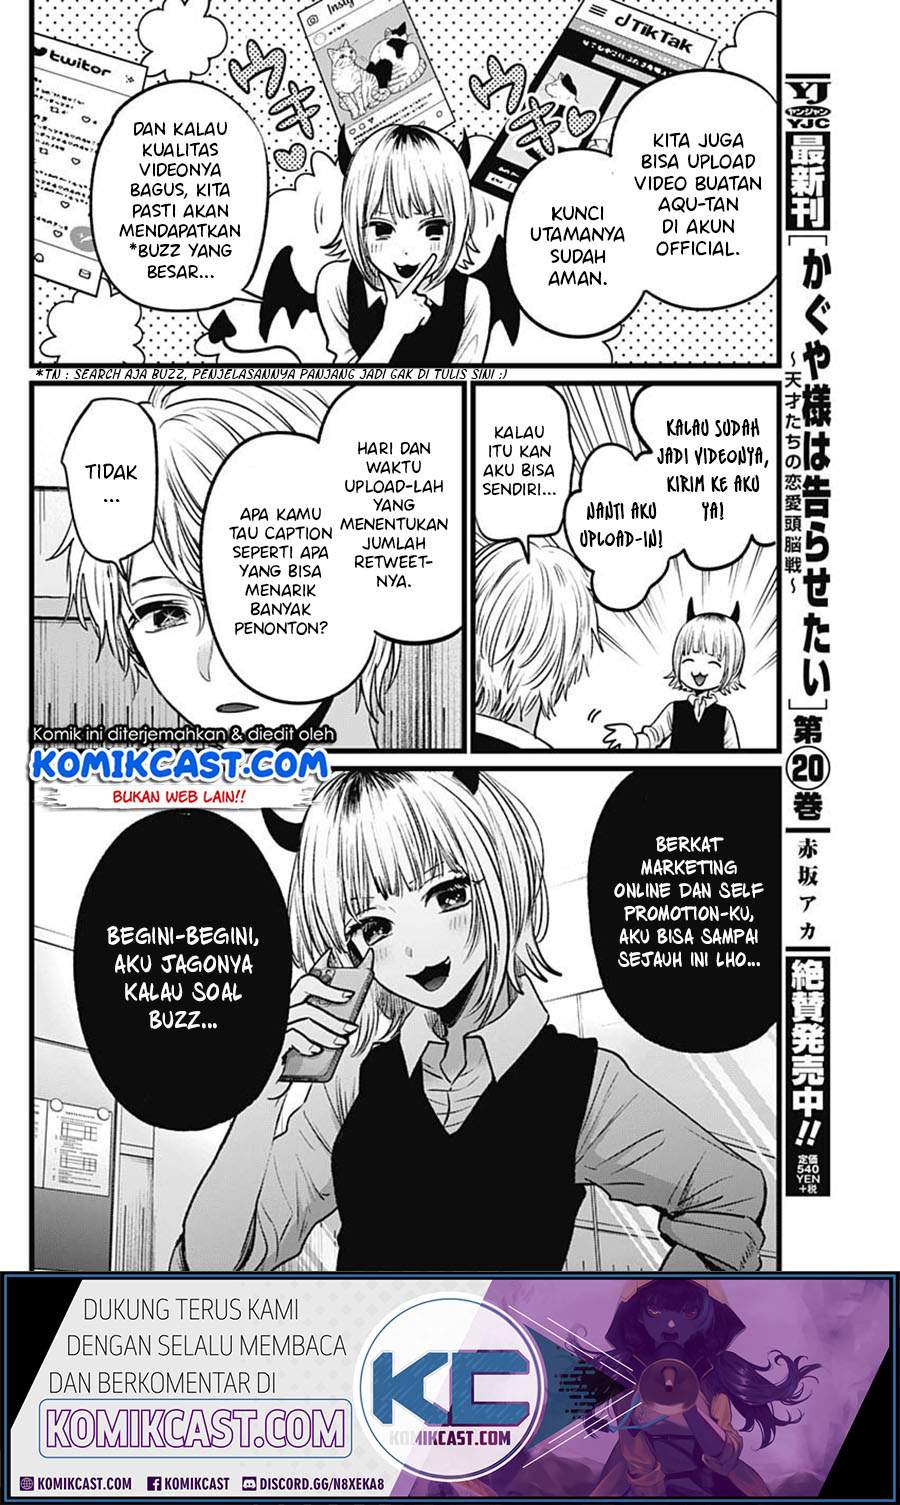 twitor
Insty
TikTak
ウキッ
ウキッ
KITA JUGA
BISA UPLOAD
VIDEO BUATAN
AQU-TAN
DI AKUN
OFFICIAL.
KUNCI
UTAMANYA
SUDAH
AMAN.
DAN KALAU
KUALITAS
VIDEONYA
BAGUS, KITA
PASTI AKAN
MENDAPATKAN
*BUZZ YANG
BESAR...
*TN : SEARCH AJA BUZZ, PENJELASANNYA PANJANG JADI GAK DI TULIS SINI :)
KALAU SUDAH
JADI VIDEONYA,
KIRIM KE AKU
YA!
NANTI AKU
UPLOAD-IN!
KALAU
ITU KAN
AKU BISA
SENDIRI...
HARI DAN
WAKTU
UPLOAD-LAH
YANG
MENENTUKAN
JUMLAH
RETWEET-
NYA.
APA KAMU
TAU CAPTION
SEPERTI APA
YANG BISA
MENARIK
BANYAK
PENONTON?
TIDAK
...
Komik ini diterjemahkan & diedit oleh
KOMIKCAST.COM
BUKAN WEB LAIN!!
BERKAT
MARKETING
ONLINE DAN SELF
PROMOTION-KU,
AKU BISA SAMPAI
SEJAUH INI LHO...
BEGINI-BEGINI,
AKU JAGONYA
KALAU SOAL
BUZZ...
YJ
ヤンジャン
YJC
最新刊[かぐや様は告らせたい]第⑳巻
~天才たちの恋愛頭脳戦~
赤坂アカ
絶賛発売中!!
定価
540
YEN
+税
DUKUNG TERUS KAMI
DENGAN SELALU MEMBACA
DAN BERKOMENTAR DI
KOMIKCAST.COM
KC
KOMIKCAST.COM
KOMIKCAST.COM
KOMIKCAST
DISCORD.GG/N8XEKA8